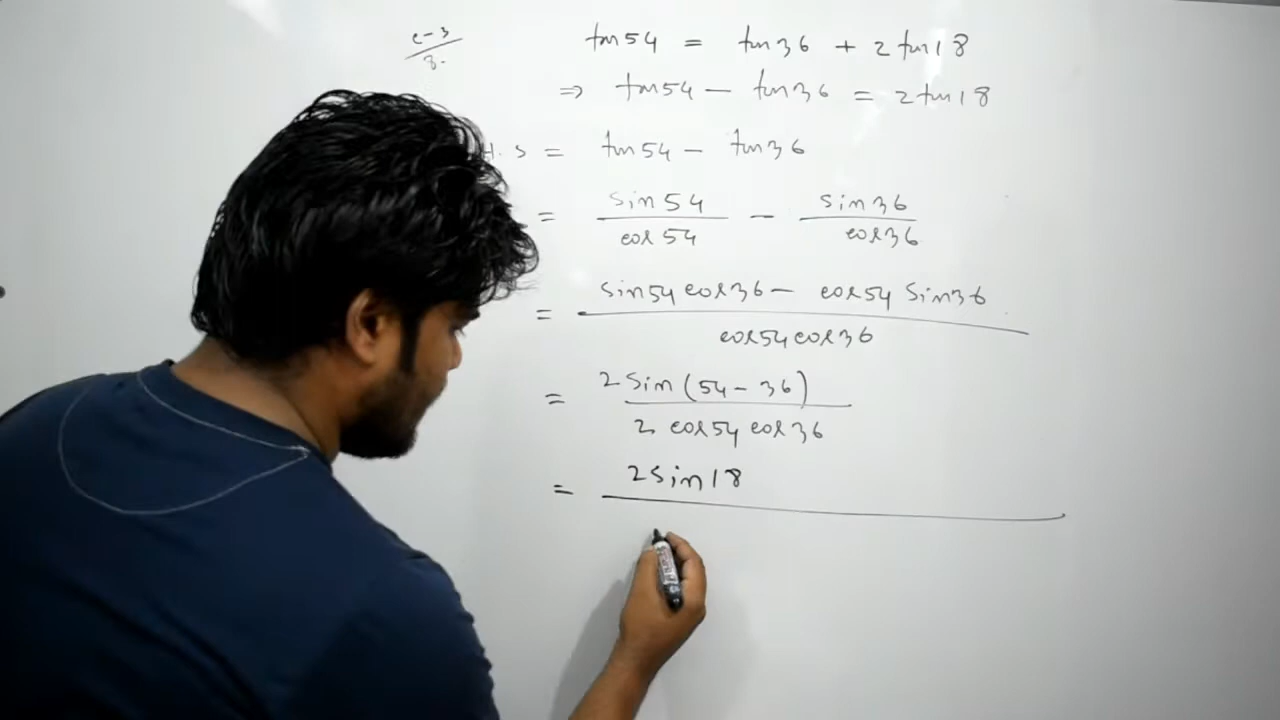 e-3
8.
tan54 = tan36 + 2tan18
⇒ tan54 - tan36 = 2tan18
H.S = tan54 - tan36
= sin54/cos54 - sin36/cos36
= sin54 cos36 - cos54 sin36 / cos54 cos36
= 2 sin(54-36) / 2 cos54 cos36
= 2sin18